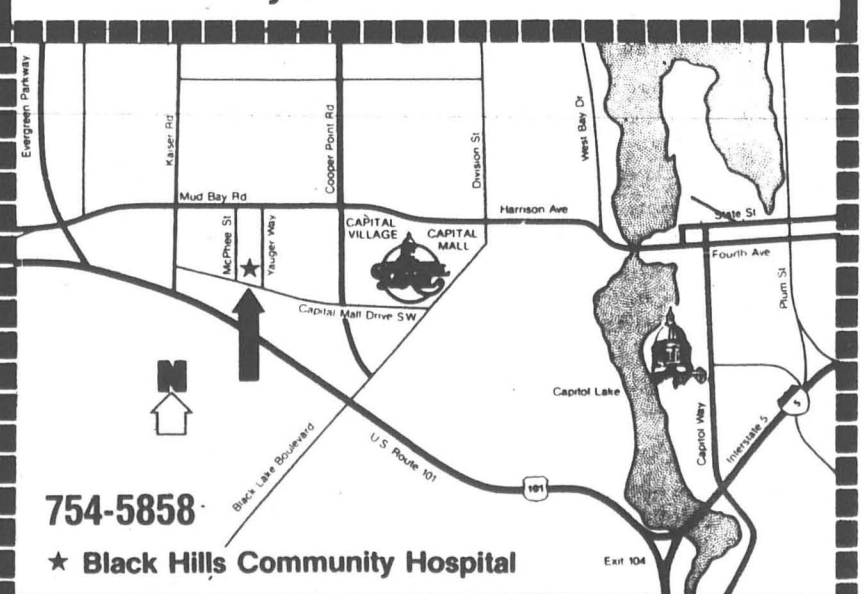 Evergreen Parkway
Kaiser Rd
Cooper Point Rd
Division St
West Bay Dr
Mud Bay Rd
Harrison Ave
State St
McPhee St
Yauger Way
CAPITAL
VILLAGE
CAPITAL
MALL
Fourth Ave
Plum St
Capital Mall Drive SW
N
Capitol Lake
Capitol Way
Interstate 5
5
Black Lake Boulevard
U.S. Route 101
101
754-5858
★ Black Hills Community Hospital
Exit 104